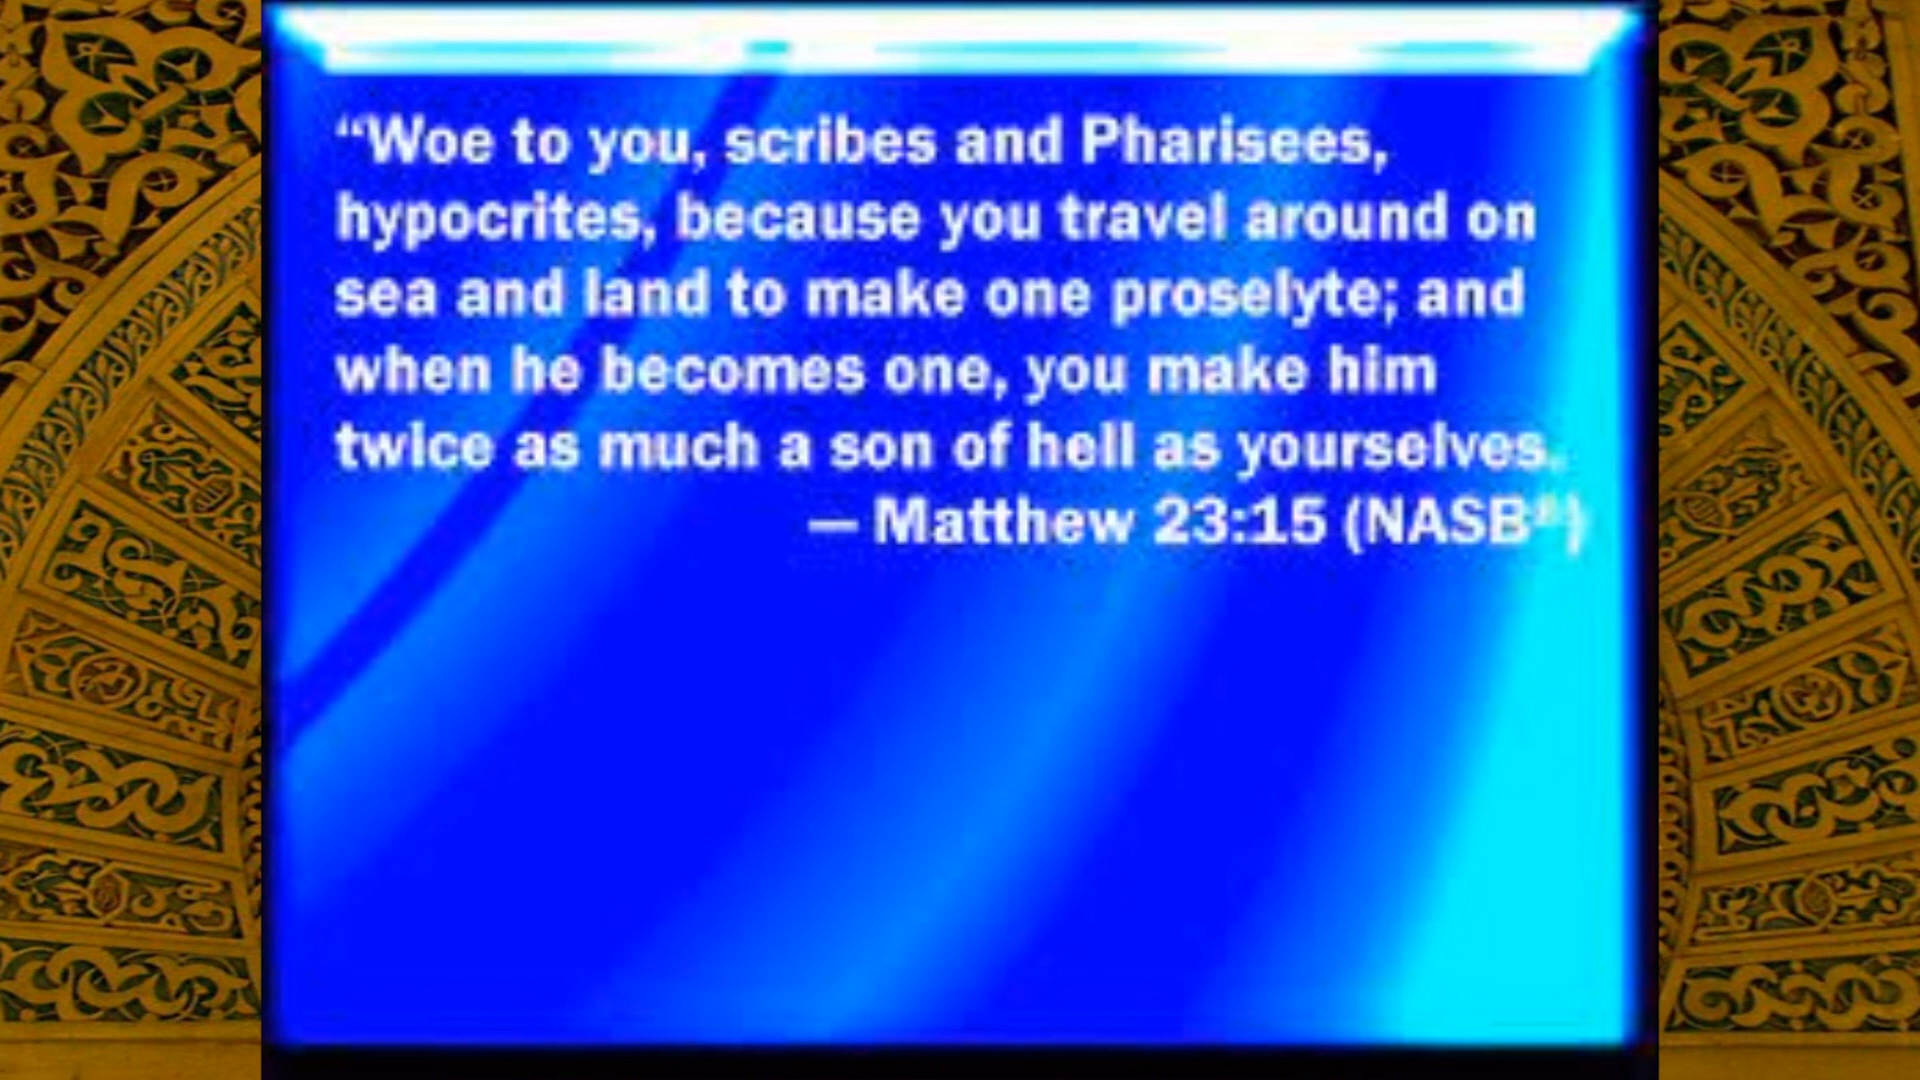 “Woe to you, scribes and Pharisees,
hypocrites, because you travel around on
sea and land to make one proselyte; and
when he becomes one, you make him
twice as much a son of hell as yourselves.
— Matthew 23:15 (NASB®)